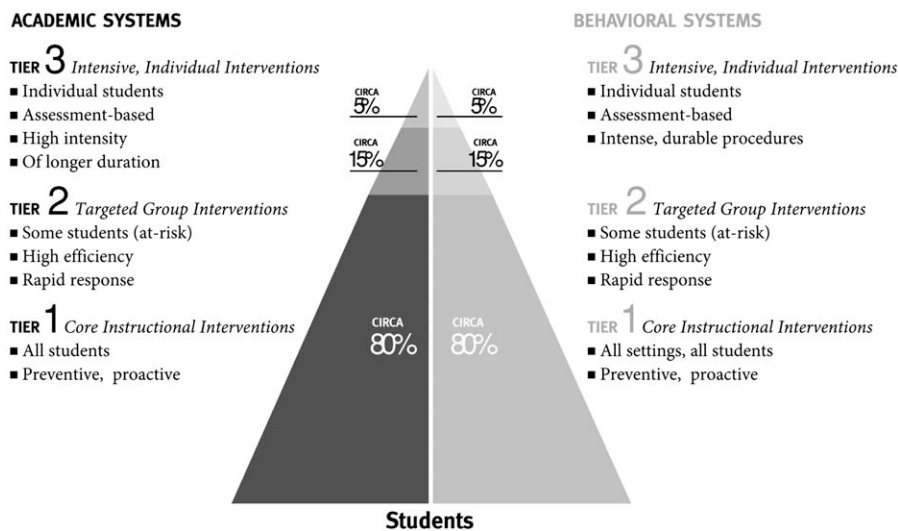 ACADEMIC SYSTEMS
TIER 3 Intensive, Individual Interventions
■ Individual students
■ Assessment-based
■ High intensity
■ Of longer duration
TIER 2 Targeted Group Interventions
■ Some students (at-risk)
■ High efficiency
■ Rapid response
TIER 1 Core Instructional Interventions
■ All students
■ Preventive, proactive
CIRCA
5%
CIRCA
15%
CIRCA
80%
CIRCA
5%
CIRCA
15%
CIRCA
80%
Students
BEHAVIORAL SYSTEMS
TIER 3 Intensive, Individual Interventions
■ Individual students
■ Assessment-based
■ Intense, durable procedures
TIER 2 Targeted Group Interventions
■ Some students (at-risk)
■ High efficiency
■ Rapid response
TIER 1 Core Instructional Interventions
■ All settings, all students
■ Preventive, proactive